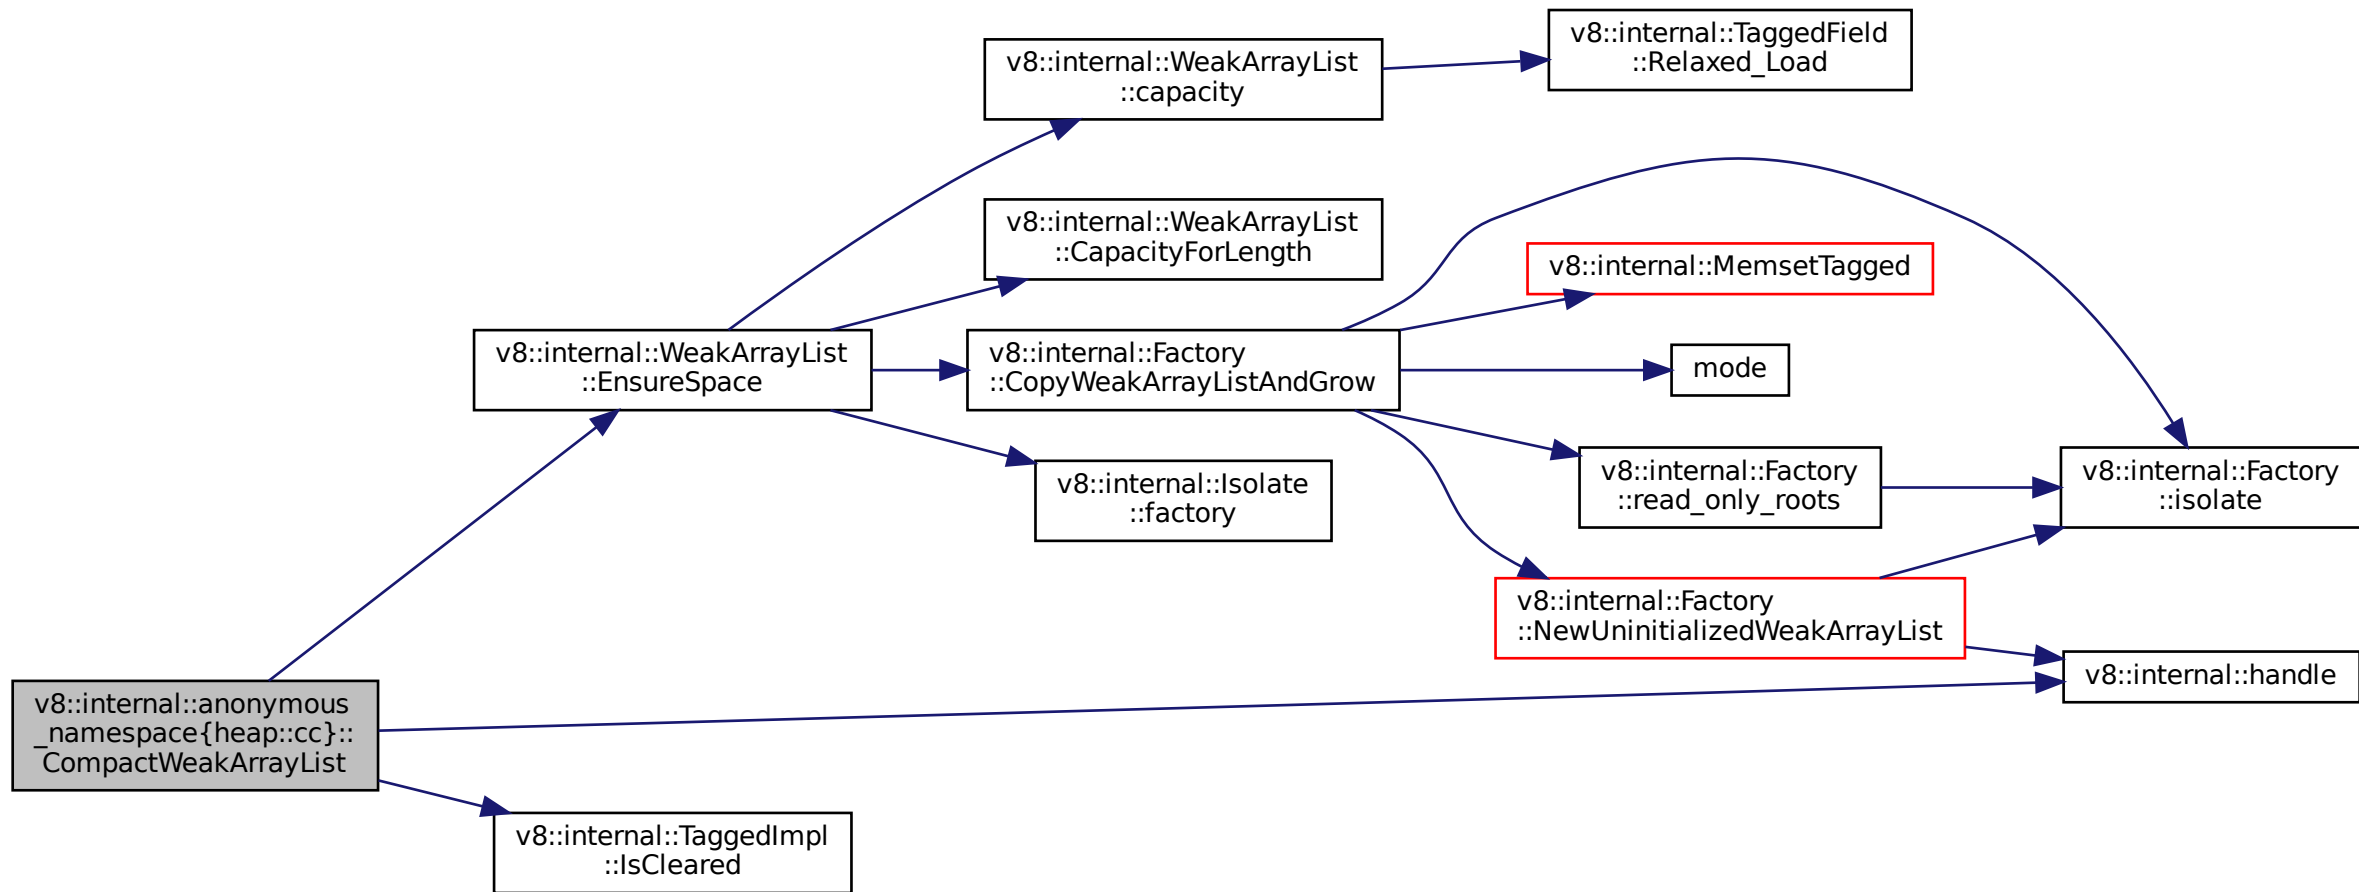 v8::internal::anonymous
_namespace{heap::cc}::
CompactWeakArrayList
v8::internal::WeakArrayList
::EnsureSpace
v8::internal::WeakArrayList
::capacity
v8::internal::TaggedField
::Relaxed_Load
v8::internal::WeakArrayList
::CapacityForLength
v8::internal::Factory
::CopyWeakArrayListAndGrow
v8::internal::MemsetTagged
mode
v8::internal::Factory
::read_only_roots
v8::internal::Factory
::isolate
v8::internal::Factory
::NewUninitializedWeakArrayList
v8::internal::handle
v8::internal::Isolate
::factory
v8::internal::TaggedImpl
::IsCleared